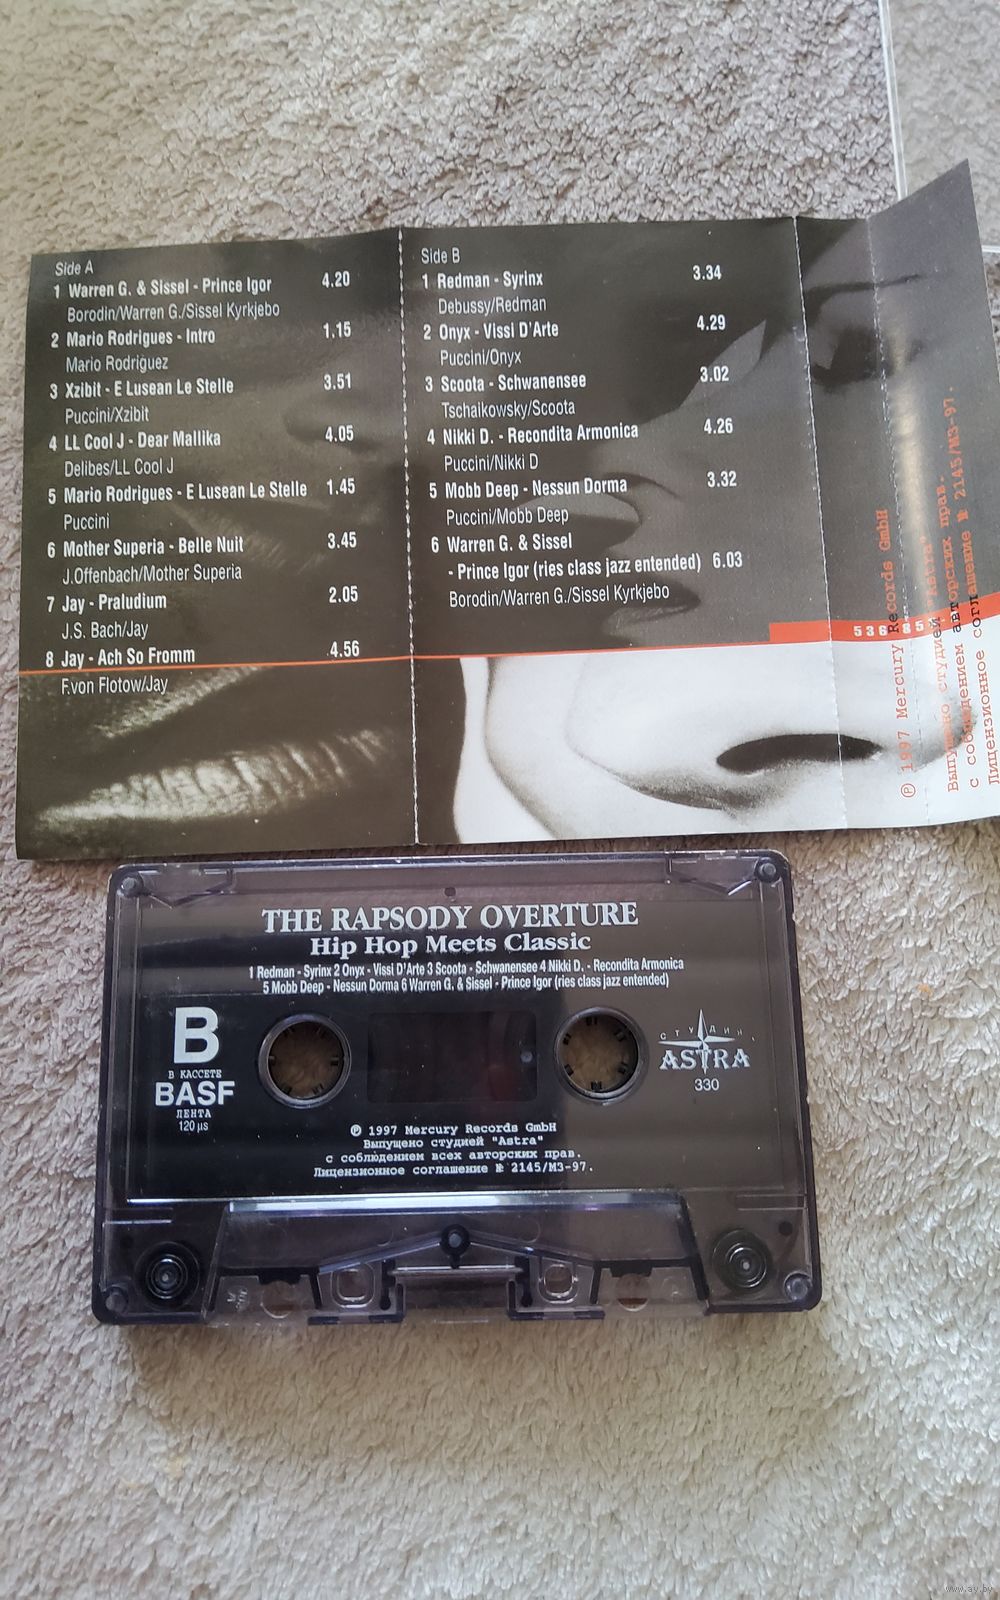 Side A
1 Warren G. & Sissel - Prince Igor 4.20
Borodin/Warren G./Sissel Kyrkjebo
2 Mario Rodrigues - Intro 1.15
Mario Rodriguez
3 Xzibit - E Lusean Le Stelle 3.51
Puccini/Xzibit
4 LL Cool J - Dear Mallika 4.05
Delibes/LL Cool J
5 Mario Rodrigues - E Lusean Le Stelle 1.45
Puccini
6 Mother Superia - Belle Nuit 3.45
J.Offenbach/Mother Superia
7 Jay - Praludium 2.05
J.S. Bach/Jay
8 Jay - Ach So Fromm 4.56
F.von Flotow/Jay
Side B
1 Redman - Syrinx 3.34
Debussy/Redman
2 Onyx - Vissi D'Arte 4.29
Puccini/Onyx
3 Scoota - Schwanensee 3.02
Tschaikowsky/Scoota
4 Nikki D. - Recondita Armonica 4.26
Puccini/Nikki D
5 Mobb Deep - Nessun Dorma 3.32
Puccini/Mobb Deep
6 Warren G. & Sissel
- Prince Igor (ries class jazz entended) 6.03
Borodin/Warren G./Sissel Kyrkjebo
℗ 1997 Mercury Records GmbH
Выпущено студией "Astra"
с соблюдением авторских прав.
Лицензионное соглашение № 2145/МЗ-97.
THE RAPSODY OVERTURE
Hip Hop Meets Classic
1 Redman - Syrinx 2 Onyx - Vissi D'Arte 3 Scoota - Schwanensee 4 Nikki D. - Recondita Armonica
5 Mobb Deep - Nessun Dorma 6 Warren G. & Sissel - Prince Igor (ries class jazz entended)
B
В КАССЕТЕ
BASF
ЛЕНТА
120 µs
СТУДИЯ
ASTRA
330
℗ 1997 Mercury Records GmbH
Выпущено студией "Astra"
с соблюдением всех авторских прав.
Лицензионное соглашение № 2145/МЗ-97.
www.ay.by